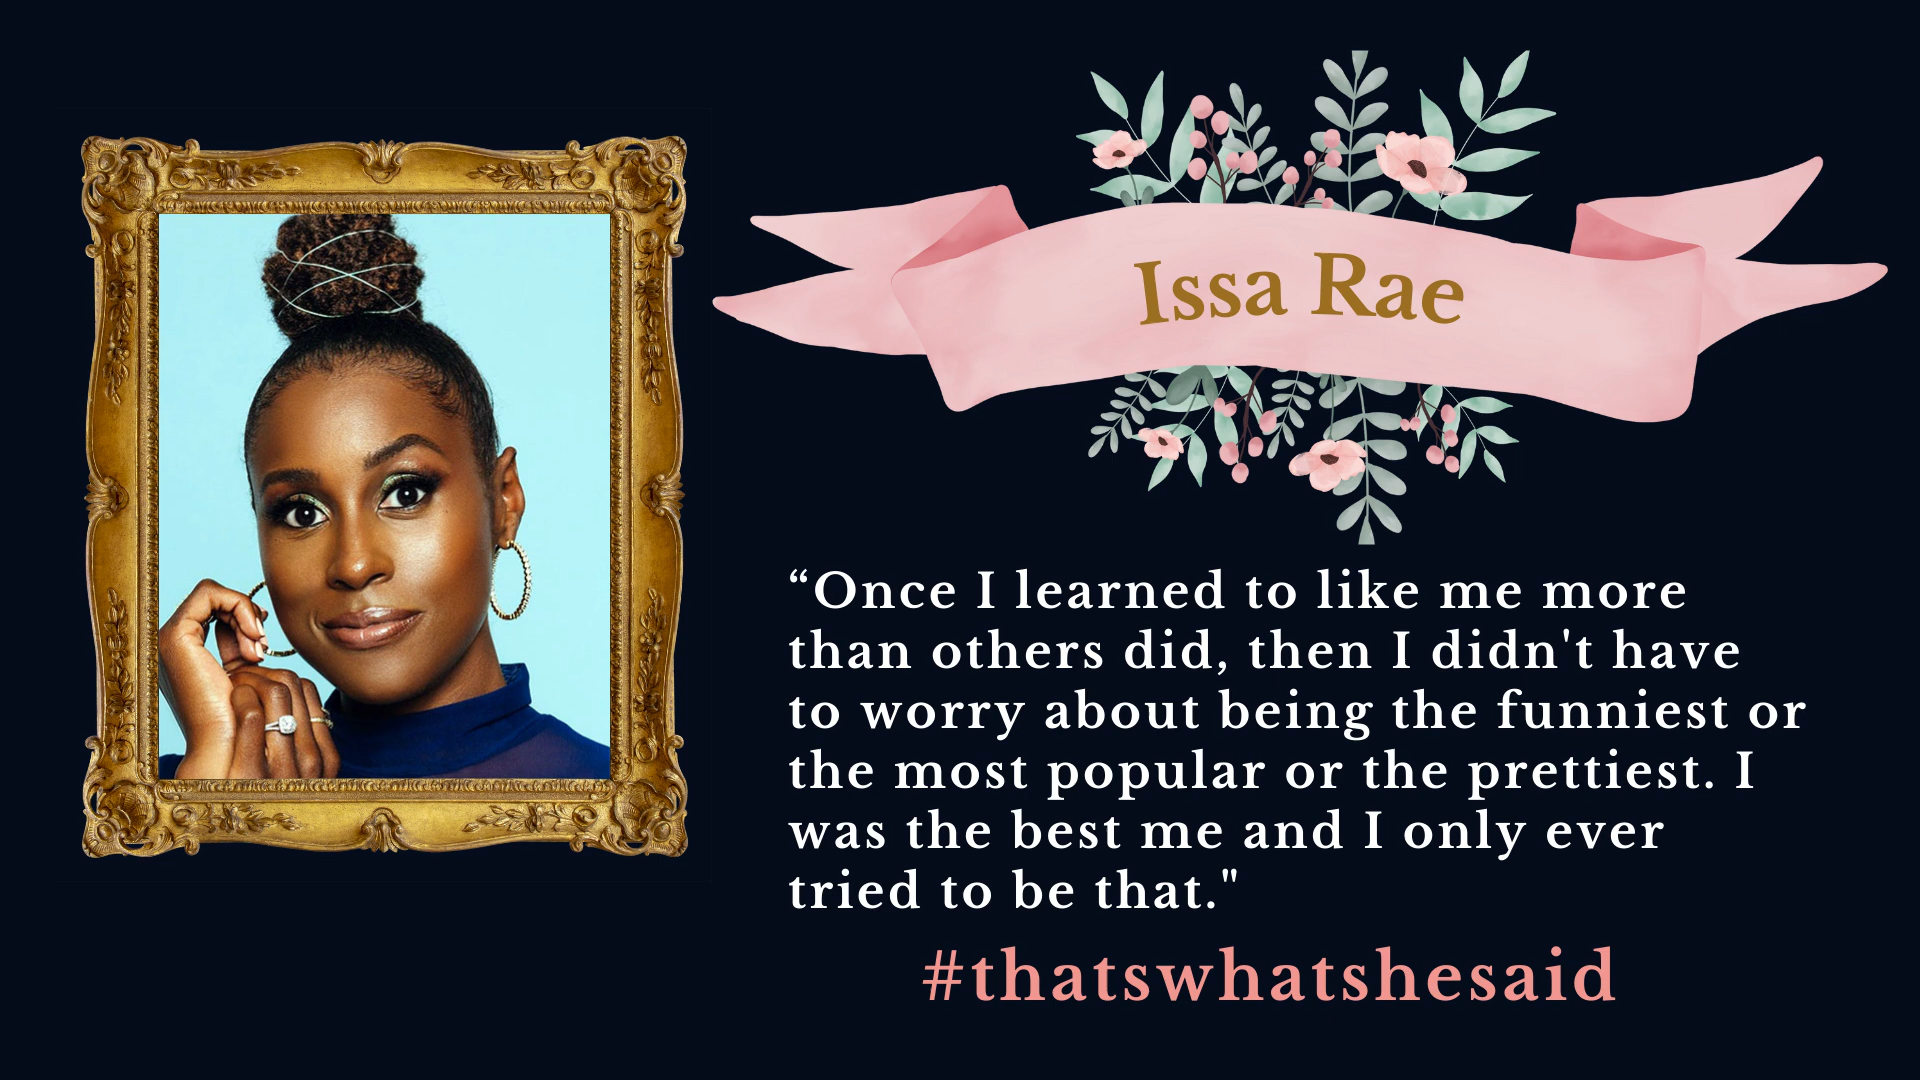 Issa Rae
“Once I learned to like me more
than others did, then I didn't have
to worry about being the funniest or
the most popular or the prettiest. I
was the best me and I only ever
tried to be that."
#thatswhatshesaid